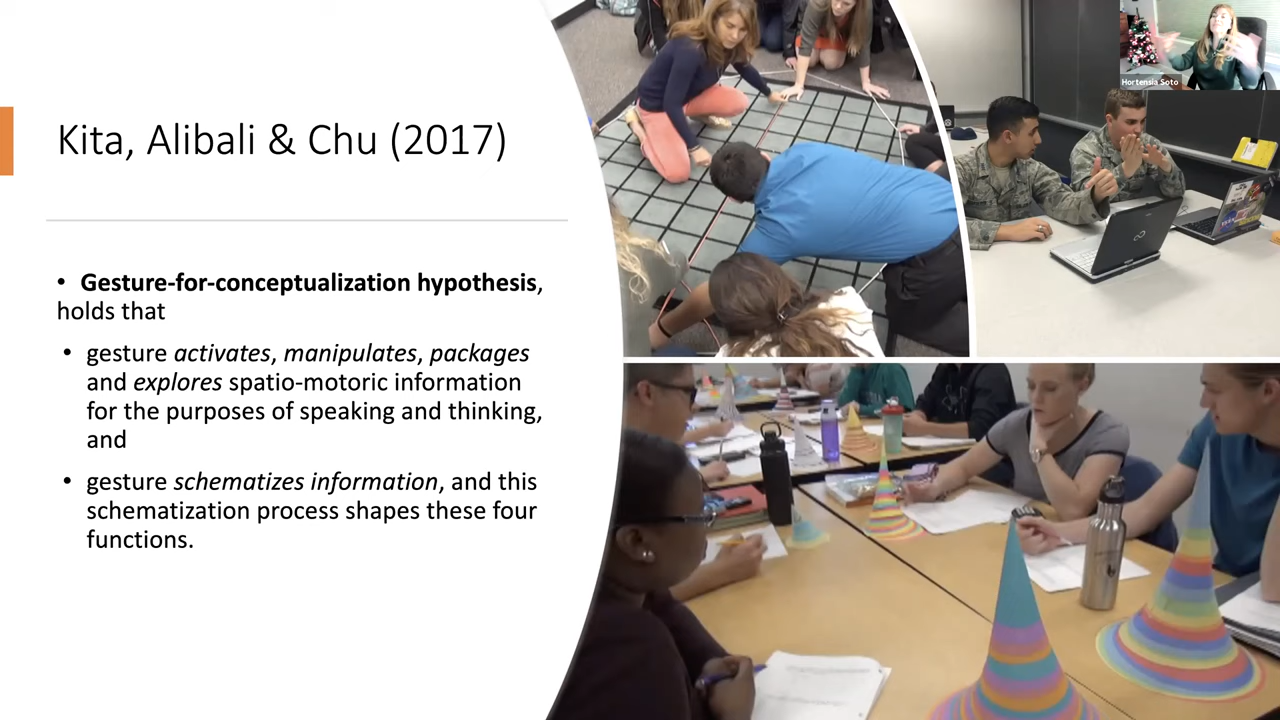 Hortensia Soto
Kita, Alibali & Chu (2017)
• Gesture-for-conceptualization hypothesis,
holds that
• gesture activates, manipulates, packages
and explores spatio-motoric information
for the purposes of speaking and thinking,
and
• gesture schematizes information, and this
schematization process shapes these four
functions.